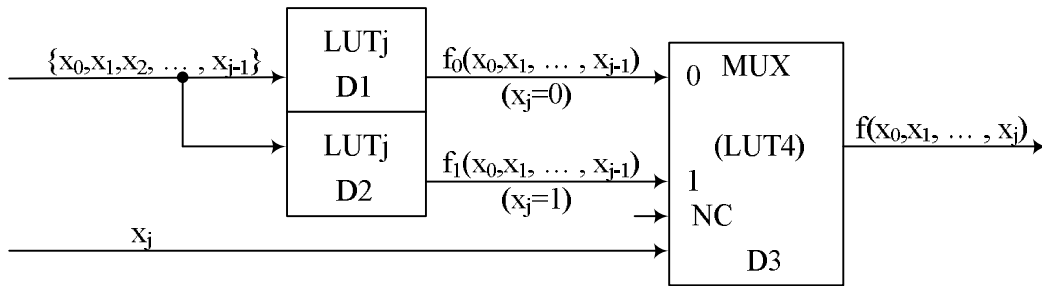 {x₀,x₁,x₂, … , xⱼ₋₁}
LUTj
D1
f₀(x₀,x₁, … , xⱼ₋₁)
(xⱼ=0)
0
MUX
LUTj
D2
f₁(x₀,x₁, … , xⱼ₋₁)
(xⱼ=1)
(LUT4)
f(x₀,x₁, … , xⱼ)
1
NC
xⱼ
D3